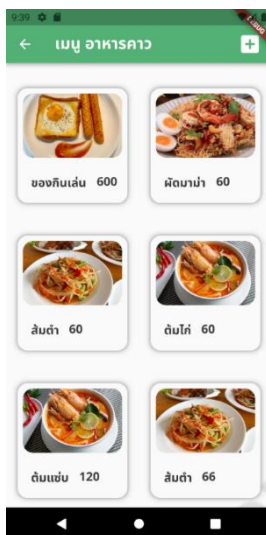 9:39
เมนู อาหารคาว
ของกินเล่น 600
ผัดมาม่า 60
ส้มตำ 60
ต้มไก่ 60
ต้มแซ่บ 120
ส้มตำ 66